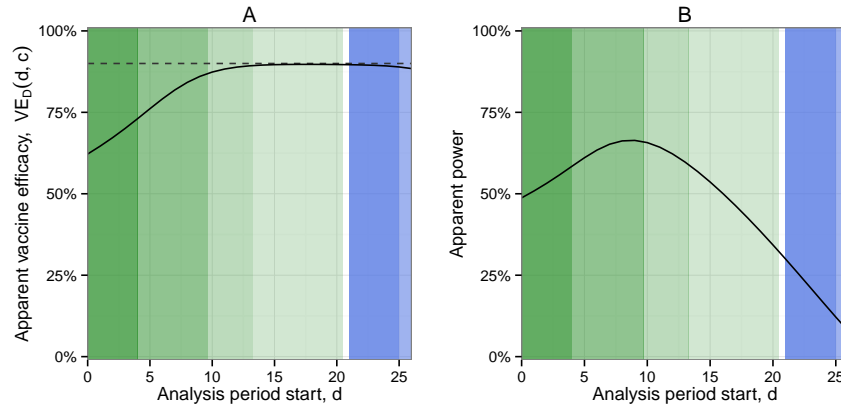 A
100%
75%
50%
25%
0%
Apparent vaccine efficacy, VE_D(d, c)
0 5 10 15 20 25
Analysis period start, d
B
100%
75%
50%
25%
0%
Apparent power
0 5 10 15 20 25
Analysis period start, d